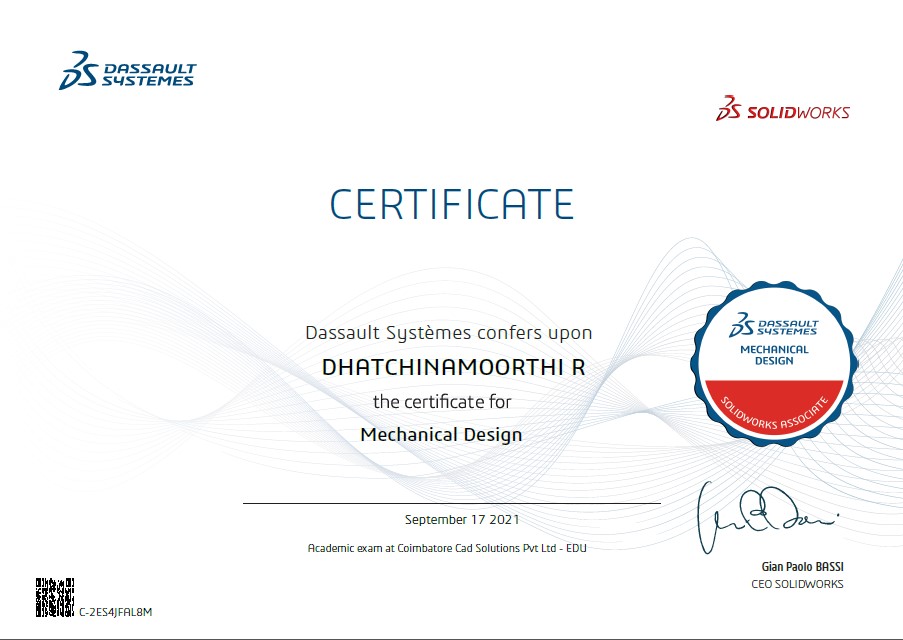 DASSAULT
SYSTEMES
SOLIDWORKS
CERTIFICATE
Dassault Systèmes confers upon
DHATCHINAMOORTHI R
the certificate for
Mechanical Design
DASSAULT
SYSTEMES
MECHANICAL
DESIGN
SOLIDWORKS ASSOCIATE
September 17 2021
Academic exam at Coimbatore Cad Solutions Pvt Ltd - EDU
Gian Paolo BASSI
CEO SOLIDWORKS
C-2ES4JFAL8M